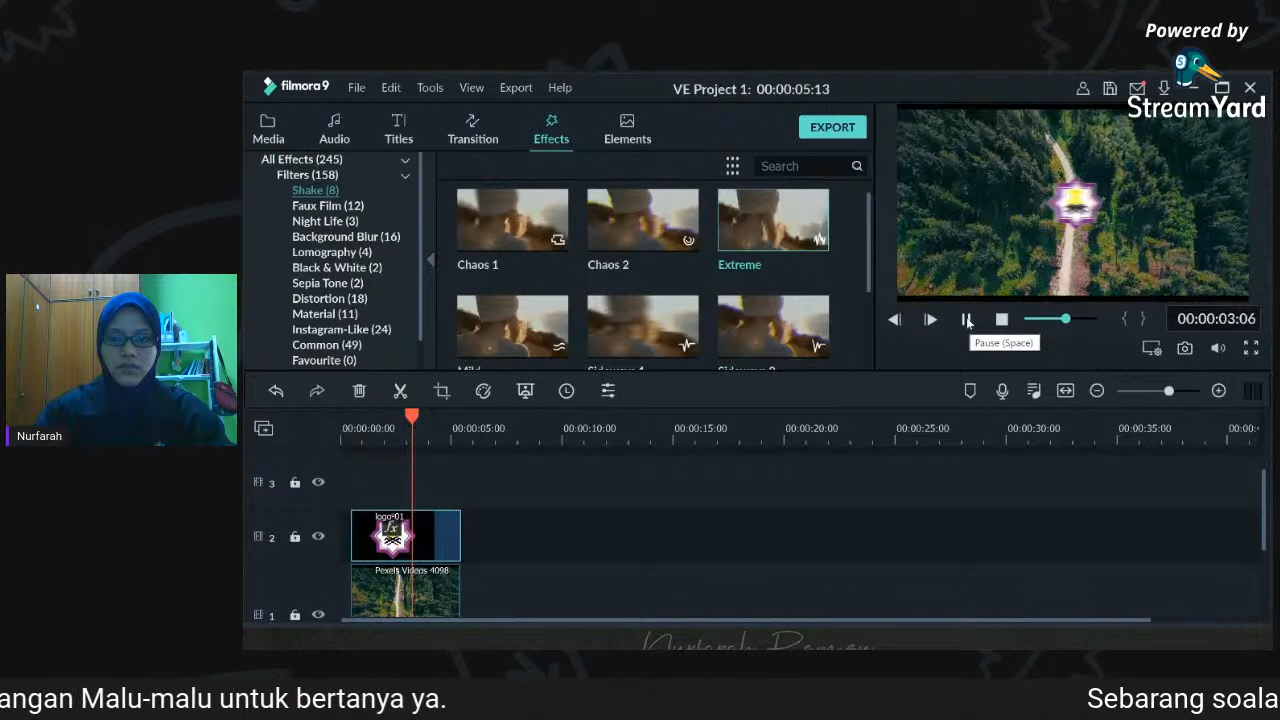 Powered by
StreamYard
filmora9
File Edit Tools View Export Help
VE Project 1: 00:00:05:13
Media Audio Titles Transition Effects Elements
EXPORT
All Effects (245)
Filters (158)
Shake (8)
Faux Film (12)
Night Life (3)
Background Blur (16)
Lomography (4)
Black & White (2)
Sepia Tone (2)
Distortion (18)
Material (11)
Instagram-Like (24)
Common (49)
Favourite (0)
Search
Chaos 1 Chaos 2 Extreme
00:00:03:06
Pause (Space)
Nurfarah
00:00:00:00 00:00:05:00 00:00:10:00 00:00:15:00 00:00:20:00 00:00:25:00 00:00:30:00 00:00:35:00 00:00:
3
logo-01
fx
2
Pexels Videos 4098
1
angan Malu-malu untuk bertanya ya.
Sebarang soala